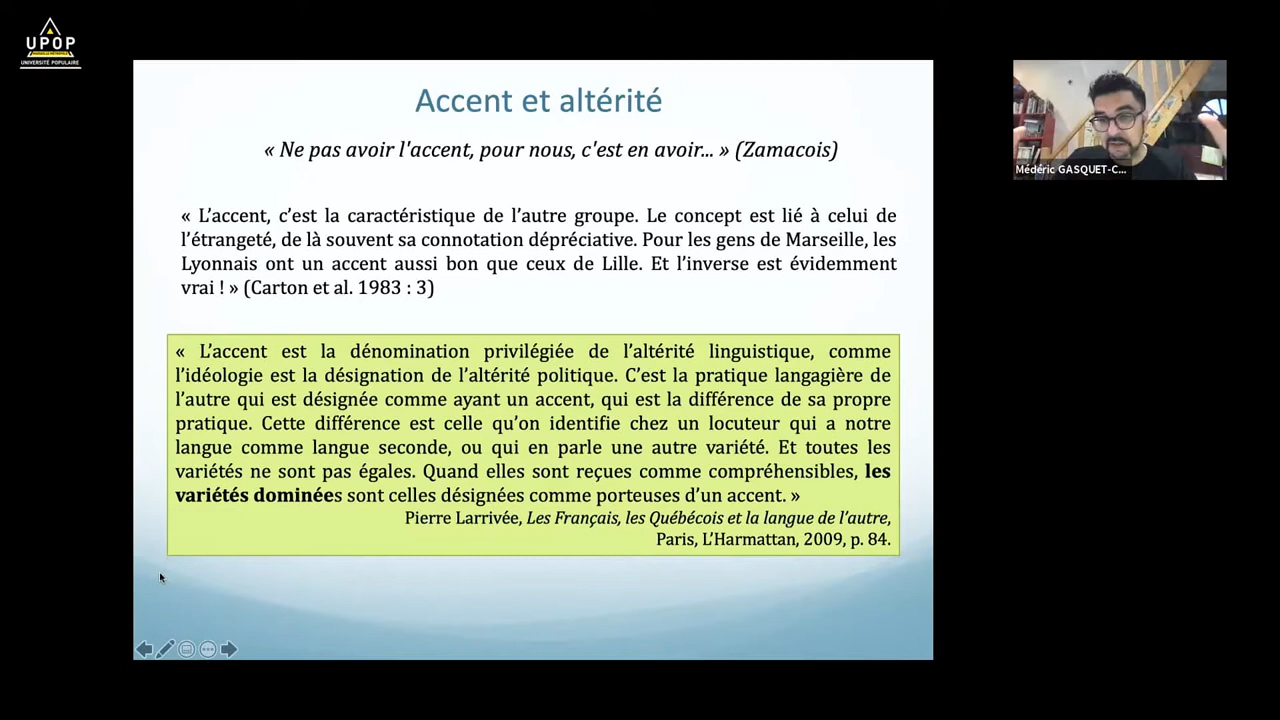 UPOP
UNIVERSITÉ POPULAIRE
Accent et altérité
« Ne pas avoir l'accent, pour nous, c'est en avoir... » (Zamacois)
Médéric GASQUET-C...
« L’accent, c’est la caractéristique de l’autre groupe. Le concept est lié à celui de
l’étrangeté, de là souvent sa connotation dépréciative. Pour les gens de Marseille, les
Lyonnais ont un accent aussi bon que ceux de Lille. Et l’inverse est évidemment
vrai ! » (Carton et al. 1983 : 3)
« L’accent est la dénomination privilégiée de l’altérité linguistique, comme
l’idéologie est la désignation de l’altérité politique. C’est la pratique langagière de
l’autre qui est désignée comme ayant un accent, qui est la différence de sa propre
pratique. Cette différence est celle qu’on identifie chez un locuteur qui a notre
langue comme langue seconde, ou qui en parle une autre variété. Et toutes les
variétés ne sont pas égales. Quand elles sont reçues comme compréhensibles, les
variétés dominées sont celles désignées comme porteuses d’un accent. »
Pierre Larrivée, Les Français, les Québécois et la langue de l’autre,
Paris, L’Harmattan, 2009, p. 84.